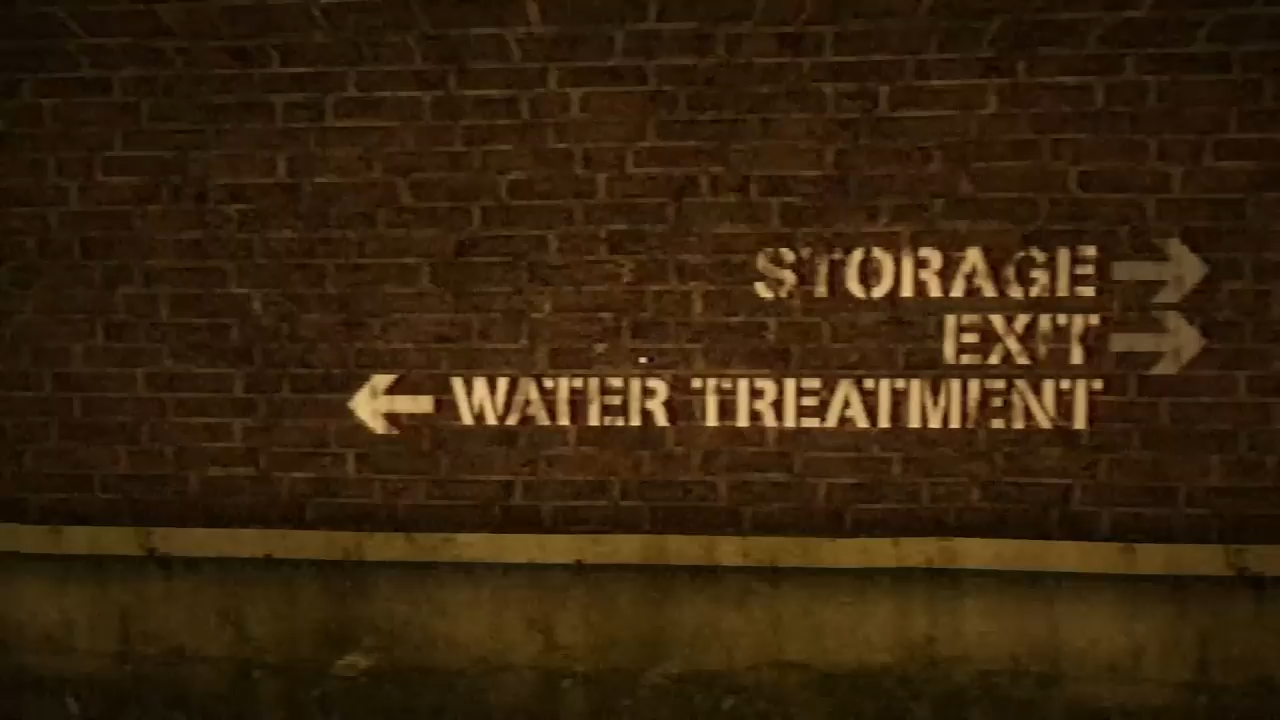 STORAGE →
EXIT →
← WATER TREATMENT